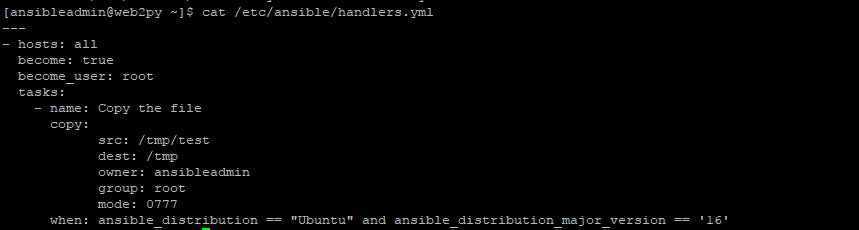 [ansibleadmin@web2py ~]$ cat /etc/ansible/handlers.yml
---
- hosts: all
  become: true
  become_user: root
  tasks:
    - name: Copy the file
      copy:
            src: /tmp/test
            dest: /tmp
            owner: ansibleadmin
            group: root
            mode: 0777
      when: ansible_distribution == "Ubuntu" and ansible_distribution_major_version == '16'